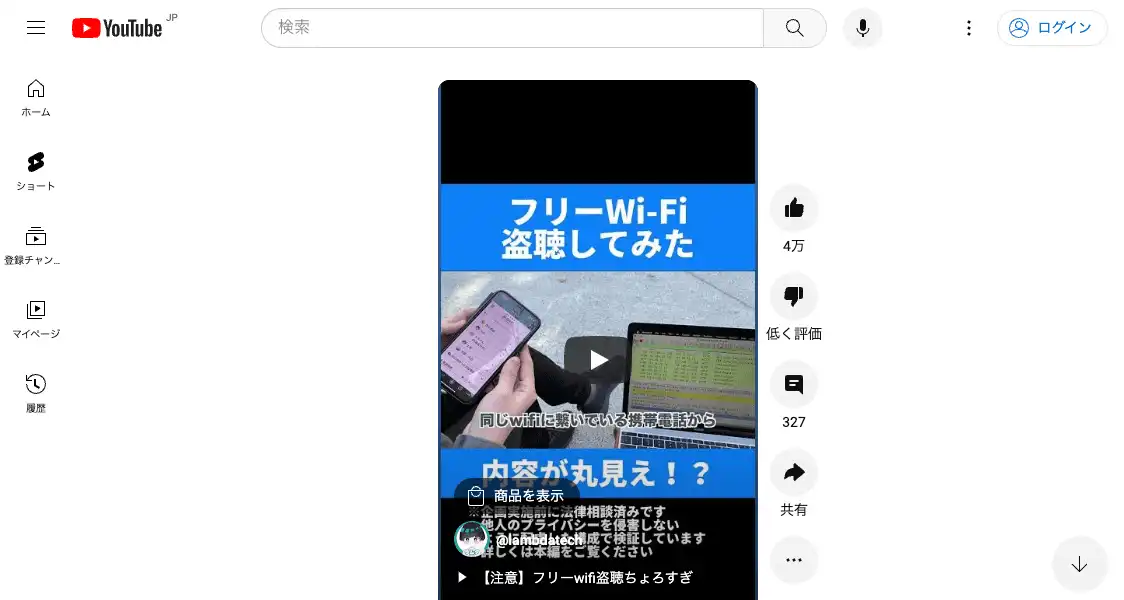 YouTube JP
検索
ログイン
ホーム
ショート
登録チャン...
マイページ
履歴
フリーWi-Fi
盗聴してみた
同じwifiに繋いでいる携帯電話から
内容が丸見え！？
商品を表示
※企画実施前に法律相談済みです
他人のプライバシーを侵害しない
構成で検証しています
詳しくは本編をご覧ください
@lambdatech
【注意】フリーwifi盗聴ちょろすぎ
4万
低く評価
327
共有